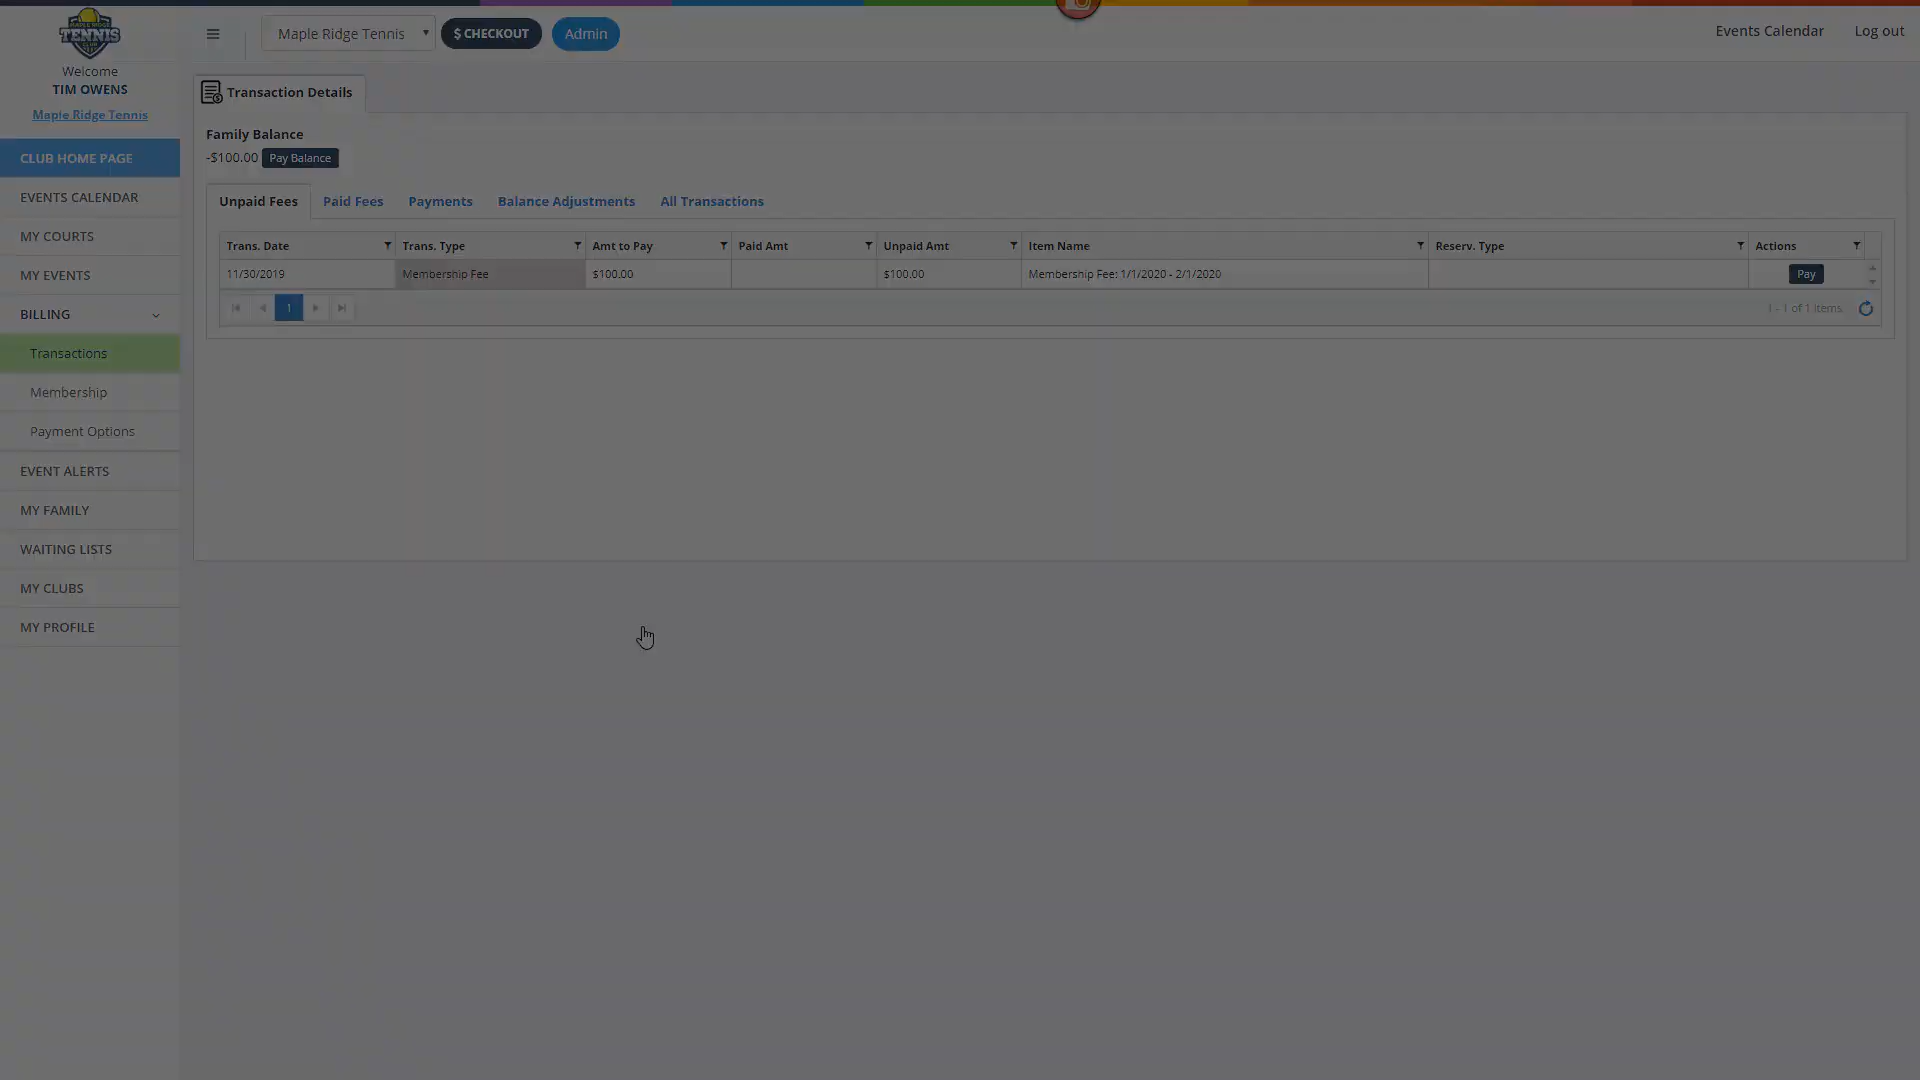 MAPLE RIDGE
TENNIS
CLUB
Welcome
TIM OWENS
Maple Ridge Tennis
CLUB HOME PAGE
EVENTS CALENDAR
MY COURTS
MY EVENTS
BILLING
Transactions
Membership
Payment Options
EVENT ALERTS
MY FAMILY
WAITING LISTS
MY CLUBS
MY PROFILE
Maple Ridge Tennis $ CHECKOUT Admin Events Calendar Log out
Transaction Details
Family Balance
-$100.00 Pay Balance
Unpaid Fees Paid Fees Payments Balance Adjustments All Transactions
Trans. Date Trans. Type Amt to Pay Paid Amt Unpaid Amt Item Name Reserv. Type Actions
11/30/2019 Membership Fee $100.00 $100.00 Membership Fee: 1/1/2020 - 2/1/2020 Pay
1 1 - 1 of 1 items